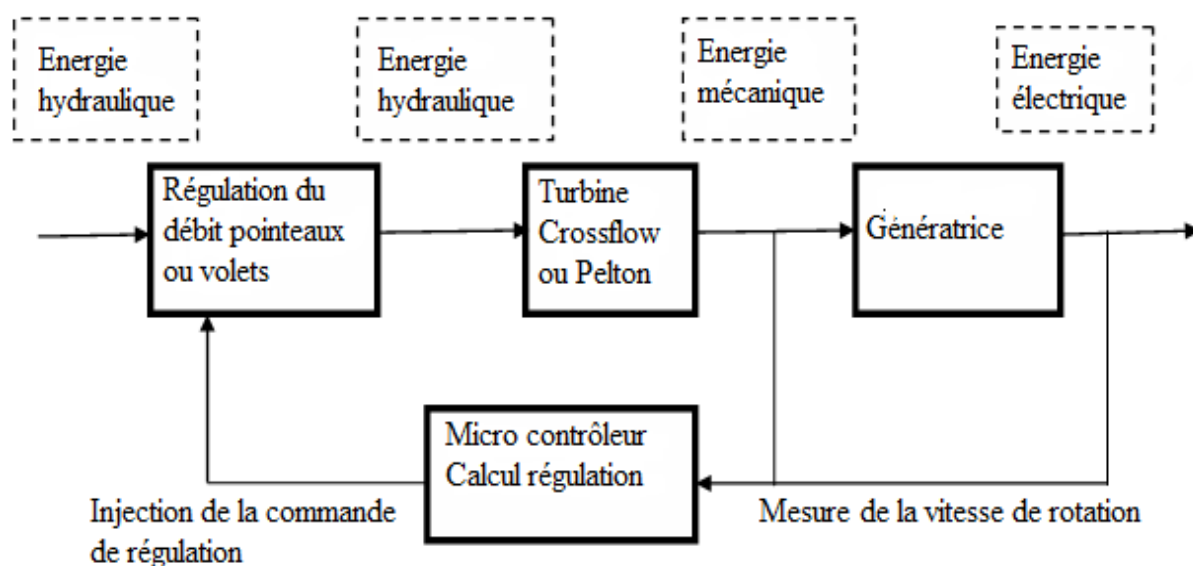 Energie
hydraulique
Energie
hydraulique
Energie
mécanique
Energie
électrique
Régulation du
débit pointeaux
ou volets
Turbine
Crossflow
ou Pelton
Génératrice
Micro contrôleur
Calcul régulation
Injection de la commande
de régulation
Mesure de la vitesse de rotation